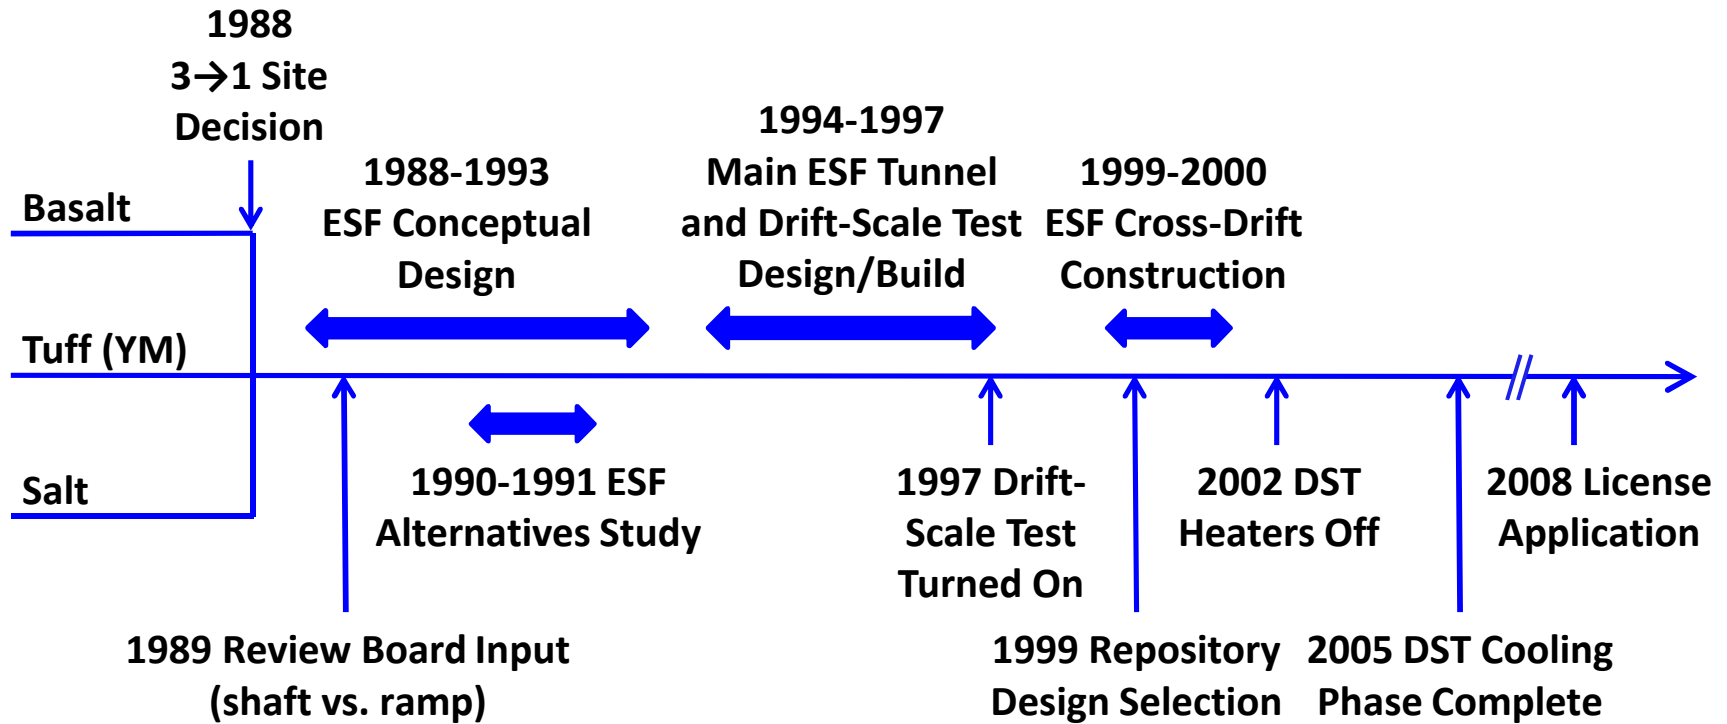 1988
3→1 Site
Decision
Basalt
Tuff (YM)
Salt
1988-1993
ESF Conceptual
Design
1994-1997
Main ESF Tunnel
and Drift-Scale Test
Design/Build
1999-2000
ESF Cross-Drift
Construction
1989 Review Board Input
(shaft vs. ramp)
1990-1991 ESF
Alternatives Study
1997 Drift-
Scale Test
Turned On
1999 Repository
Design Selection
2002 DST
Heaters Off
2005 DST Cooling
Phase Complete
2008 License
Application